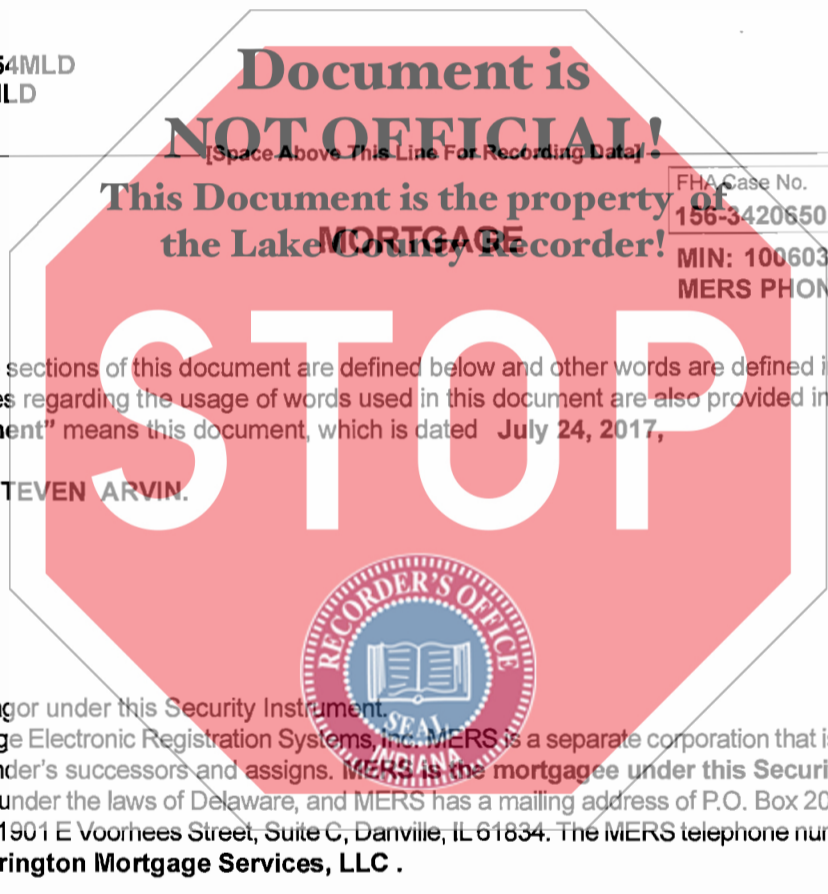 54MLD
LD
Document is
NOT OFFICIAL!
[Space Above This Line For Recording Data]
This Document is the property of
the Lake County Recorder!
MORTGAGE
FHA Case No.
156-3420650
MIN: 100603
MERS PHON
sections of this document are defined below and other words are defined i
es regarding the usage of words used in this document are also provided in
ent” means this document, which is dated July 24, 2017,
TEVEN ARVIN.
STOP
RECORDER'S OFFICE
SEAL
INDIANA
gor under this Security Instrument.
ge Electronic Registration Systems, Inc. MERS is a separate corporation that i
der's successors and assigns. MERS is the mortgagee under this Securi
under the laws of Delaware, and MERS has a mailing address of P.O. Box 20
1901 E Voorhees Street, Suite C, Danville, IL 61834. The MERS telephone nu
rington Mortgage Services, LLC .